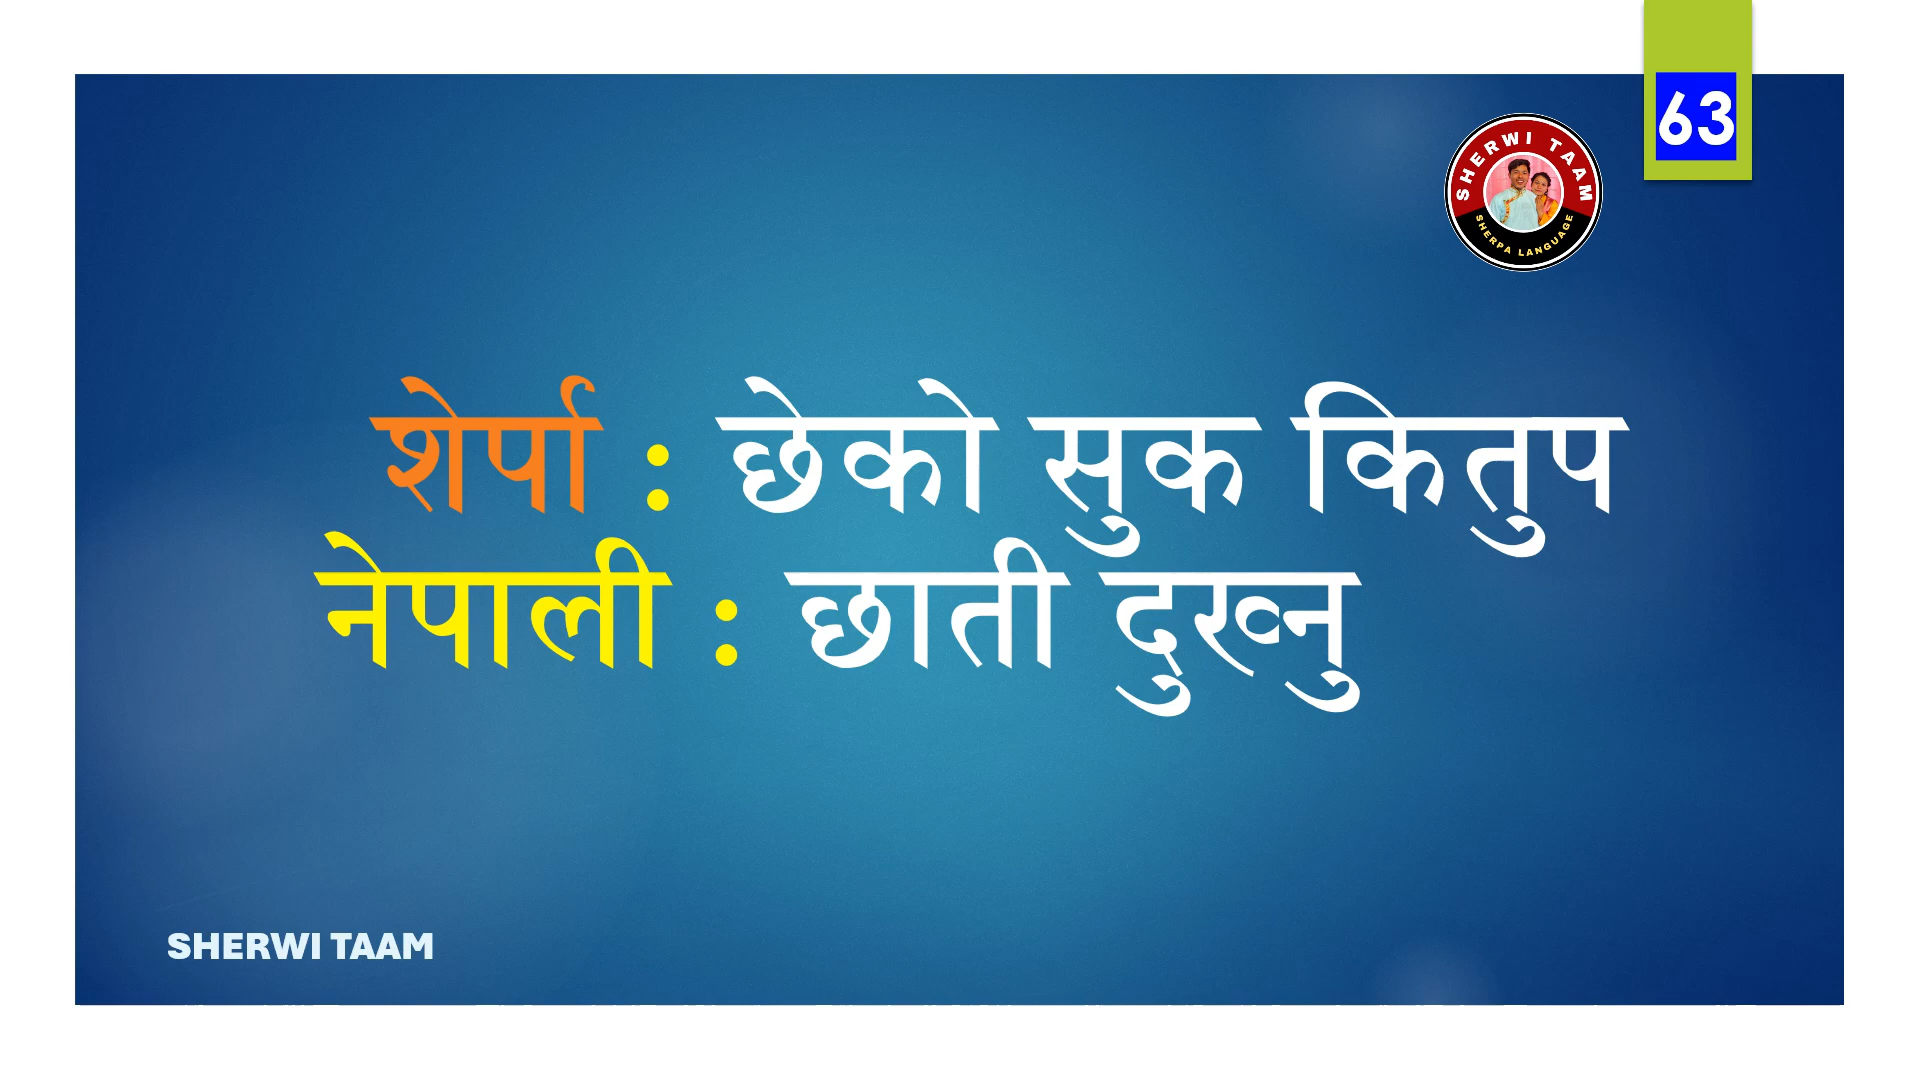 63
SHERWI TAAM
SHERPA LANGUAGE
शेर्पा : छेको सुक कितुप
नेपाली : छाती दुख्नु
SHERWI TAAM